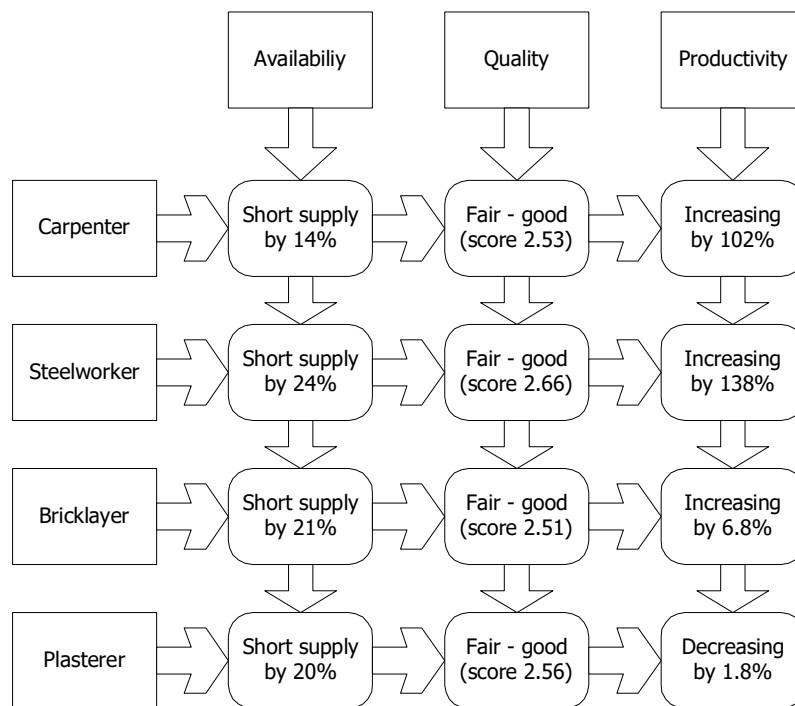 Availabiliy
Quality
Productivity
Carpenter
Short supply
by 14%
Fair - good
(score 2.53)
Increasing
by 102%
Steelworker
Short supply
by 24%
Fair - good
(score 2.66)
Increasing
by 138%
Bricklayer
Short supply
by 21%
Fair - good
(score 2.51)
Increasing
by 6.8%
Plasterer
Short supply
by 20%
Fair - good
(score 2.56)
Decreasing
by 1.8%